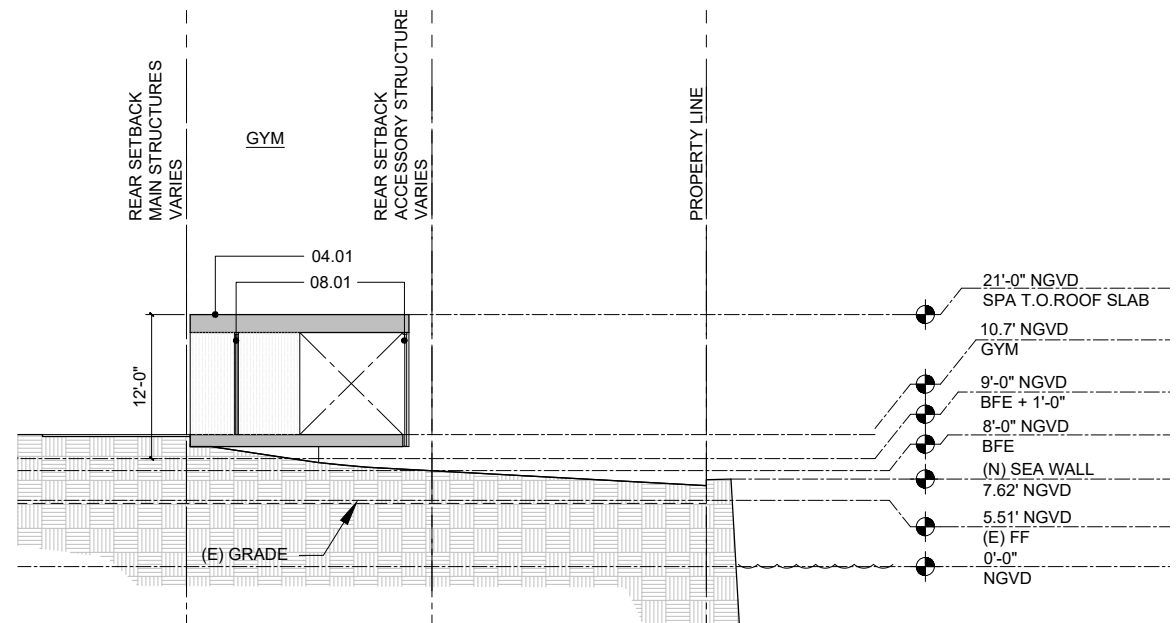 REAR SETBACK
MAIN STRUCTURES
VARIES
GYM
REAR SETBACK
ACCESSORY STRUCTURE
VARIES
PROPERTY LINE
04.01
08.01
12'-0"
(E) GRADE
21'-0" NGVD
SPA T.O.ROOF SLAB
10.7' NGVD
GYM
9'-0" NGVD
BFE + 1'-0"
8'-0" NGVD
BFE
(N) SEA WALL
7.62' NGVD
5.51' NGVD
(E) FF
0'-0"
NGVD